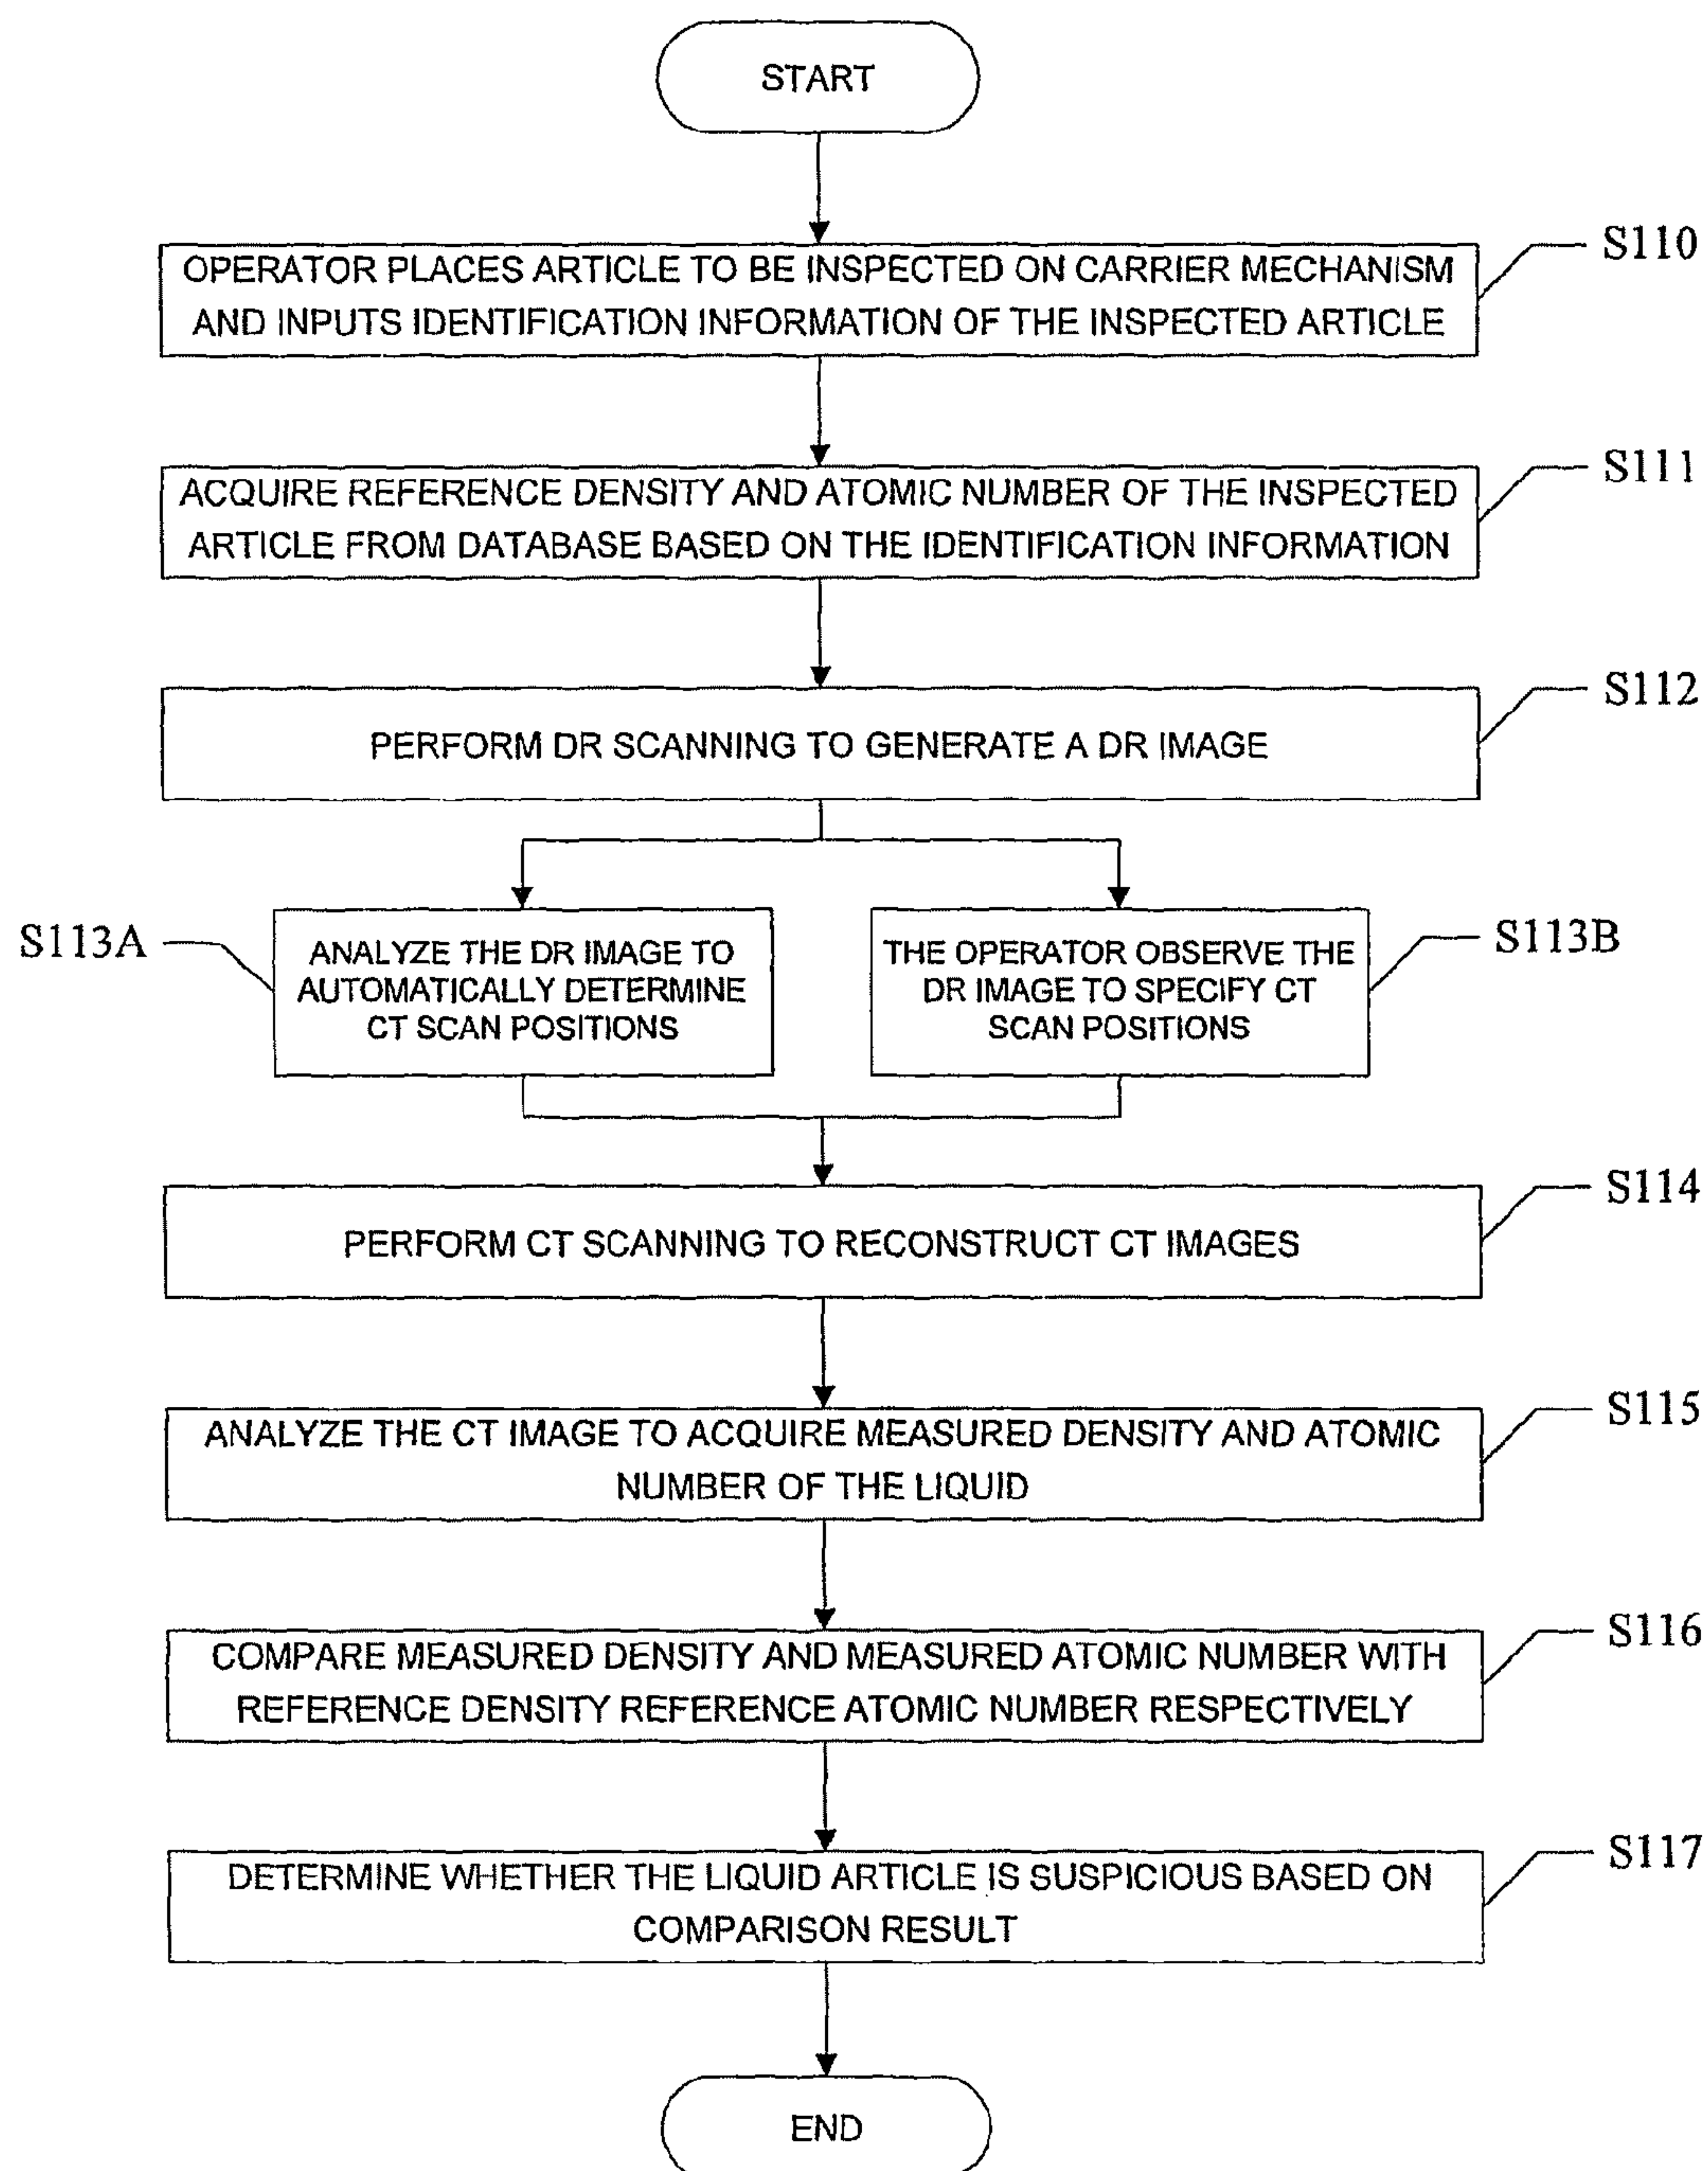 START
S110
OPERATOR PLACES ARTICLE TO BE INSPECTED ON CARRIER MECHANISM
AND INPUTS IDENTIFICATION INFORMATION OF THE INSPECTED ARTICLE
S111
ACQUIRE REFERENCE DENSITY AND ATOMIC NUMBER OF THE INSPECTED
ARTICLE FROM DATABASE BASED ON THE IDENTIFICATION INFORMATION
S112
PERFORM DR SCANNING TO GENERATE A DR IMAGE
S113A
ANALYZE THE DR IMAGE TO
AUTOMATICALLY DETERMINE
CT SCAN POSITIONS
THE OPERATOR OBSERVE THE
DR IMAGE TO SPECIFY CT
SCAN POSITIONS
S113B
S114
PERFORM CT SCANNING TO RECONSTRUCT CT IMAGES
S115
ANALYZE THE CT IMAGE TO ACQUIRE MEASURED DENSITY AND ATOMIC
NUMBER OF THE LIQUID
S116
COMPARE MEASURED DENSITY AND MEASURED ATOMIC NUMBER WITH
REFERENCE DENSITY REFERENCE ATOMIC NUMBER RESPECTIVELY
S117
DETERMINE WHETHER THE LIQUID ARTICLE IS SUSPICIOUS BASED ON
COMPARISON RESULT
END